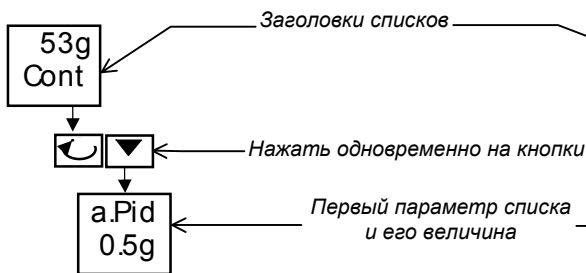 53g
Cont
Заголовки списков
Нажать одновременно на кнопки
a.Pid
0.5g
Первый параметр списка
и его величина